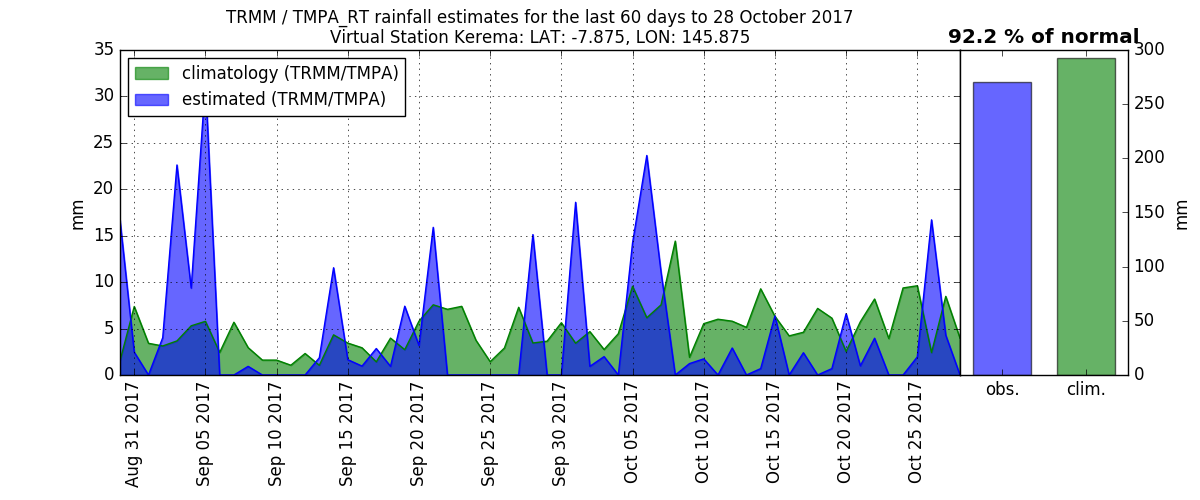 TRMM / TMPA_RT rainfall estimates for the last 60 days to 28 October 2017
Virtual Station Kerema: LAT: -7.875, LON: 145.875
92.2 % of normal
climatology (TRMM/TMPA)
estimated (TRMM/TMPA)
35
30
25
20
15
10
5
0
mm
Aug 31 2017
Sep 05 2017
Sep 10 2017
Sep 15 2017
Sep 20 2017
Sep 25 2017
Sep 30 2017
Oct 05 2017
Oct 10 2017
Oct 15 2017
Oct 20 2017
Oct 25 2017
300
250
200
150
100
50
0
mm
obs.
clim.